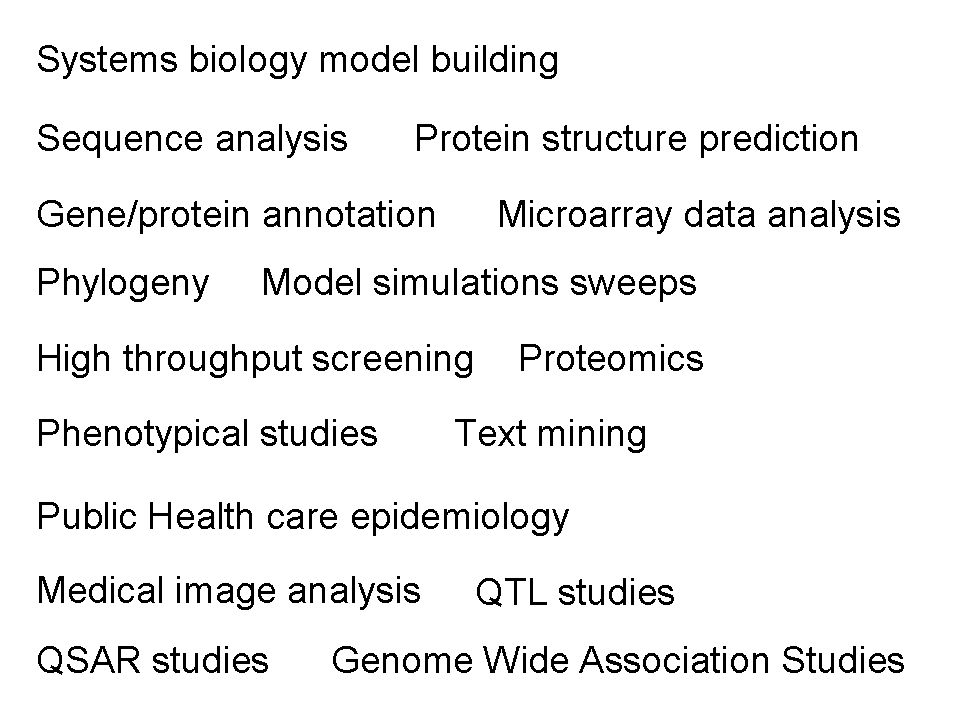 Systems biology model building
Sequence analysis Protein structure prediction
Gene/protein annotation Microarray data analysis
Phylogeny Model simulations sweeps
High throughput screening Proteomics
Phenotypical studies Text mining
Public Health care epidemiology
Medical image analysis QTL studies
QSAR studies Genome Wide Association Studies